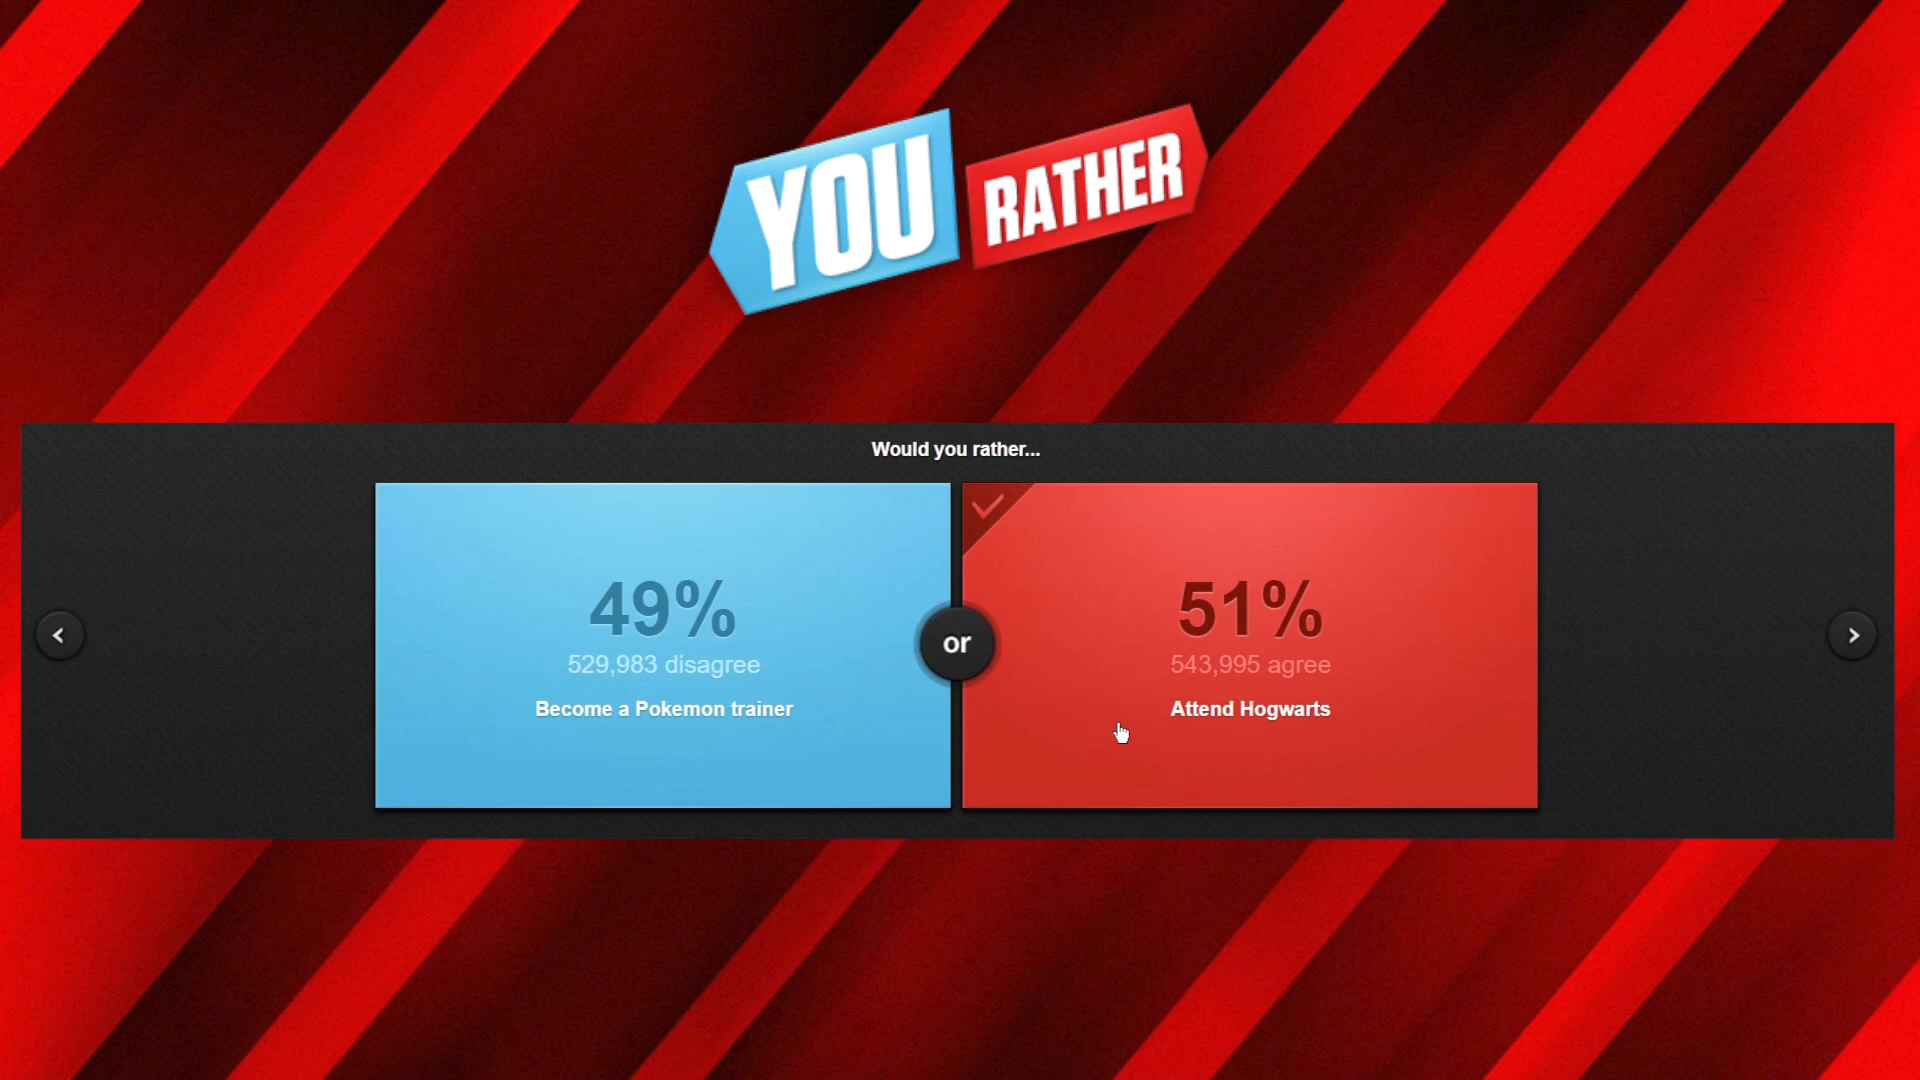 YOU
RATHER
Would you rather...
49%
529,983 disagree
Become a Pokemon trainer
or
51%
543,995 agree
Attend Hogwarts